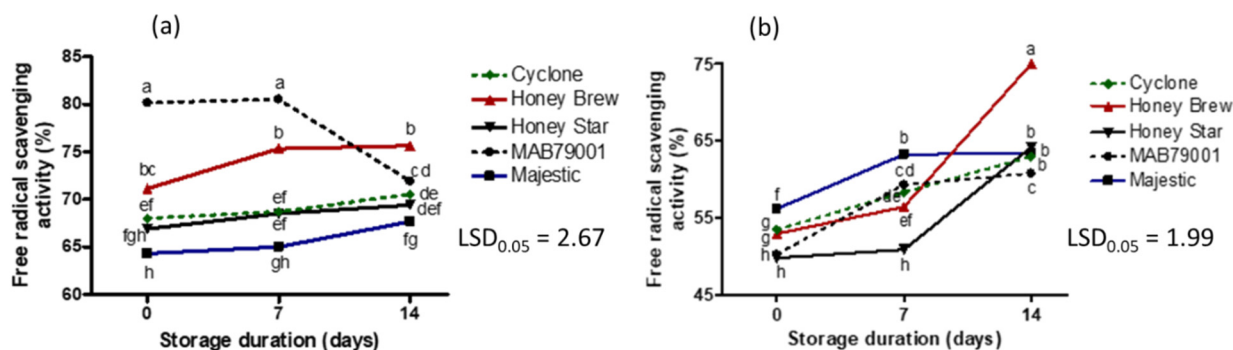 (a)
85
80
75
70
65
60
Free radical scavenging
activity (%)
a
a
b
b
bc
cd
ef
ef
de
def
fgh
ef
fg
h
gh
0
7
14
Storage duration (days)
Cyclone
Honey Brew
Honey Star
MAB79001
Majestic
LSD0.05 = 2.67
(b)
75
65
55
45
Free radical scavenging
activity (%)
a
b
b
b
b
f
cd
g
de
g
ef
c
h
h
h
0
7
14
Storage duration (days)
Cyclone
Honey Brew
Honey Star
MAB79001
Majestic
LSD0.05 = 1.99